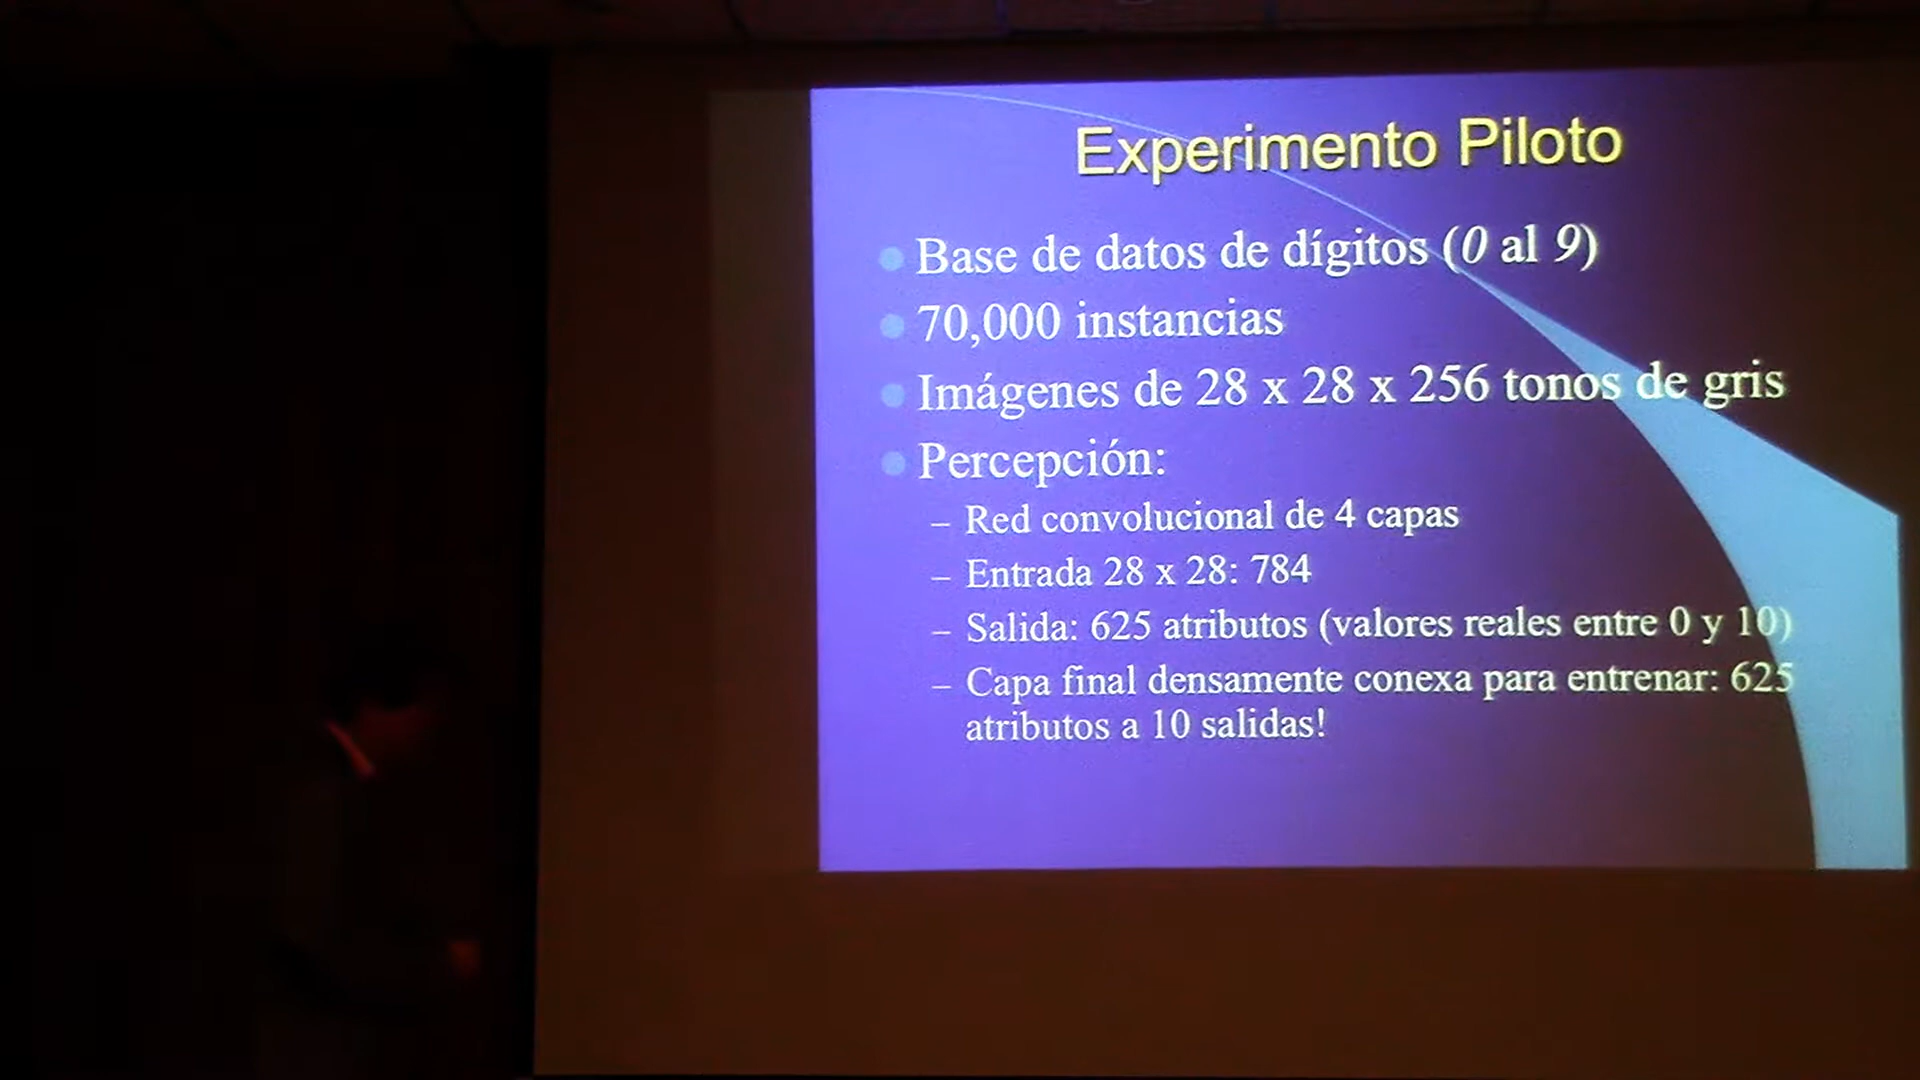 Experimento Piloto
Base de datos de dígitos (0 al 9)
70,000 instancias
Imágenes de 28 x 28 x 256 tonos de gris
Percepción:
– Red convolucional de 4 capas
– Entrada 28 x 28: 784
– Salida: 625 atributos (valores reales entre 0 y 10)
– Capa final densamente conexa para entrenar: 625
atributos a 10 salidas!